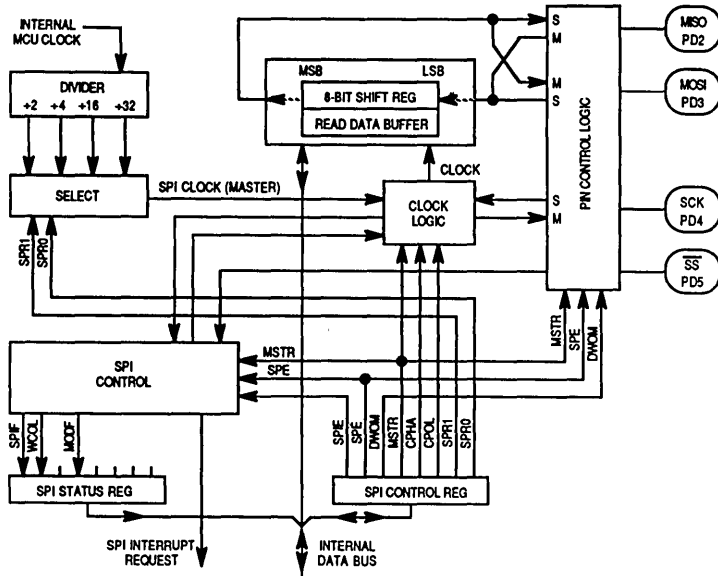 INTERNAL
MCU CLOCK
DIVIDER
÷2 ÷4 ÷16 ÷32
SELECT
SPR1
SPR0
SPI CLOCK (MASTER)
MSB LSB
8-BIT SHIFT REG
READ DATA BUFFER
CLOCK
CLOCK
LOGIC
PIN CONTROL LOGIC
S
M
M
S
S
M
MISO
PD2
MOSI
PD3
SCK
PD4
SS
PD5
MSTR
SPE
DWOM
SPI
CONTROL
MSTR
SPE
SPIF
WCOL
MODF
SPI STATUS REG
SPIE
SPE
DWOM
MSTR
CPHA
CPOL
SPR1
SPR0
SPI CONTROL REG
SPI INTERRUPT
REQUEST
INTERNAL
DATA BUS